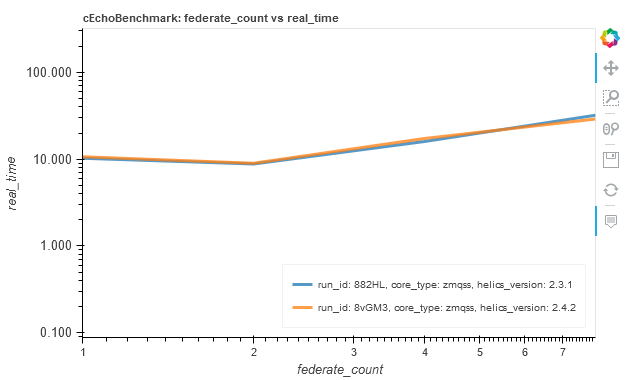 cEchoBenchmark: federate_count vs real_time
100.000
10.000
1.000
0.100
real_time
run_id: 882HL, core_type: zmqss, helics_version: 2.3.1
run_id: 8vGM3, core_type: zmqss, helics_version: 2.4.2
1 2 3 4 5 6 7
federate_count